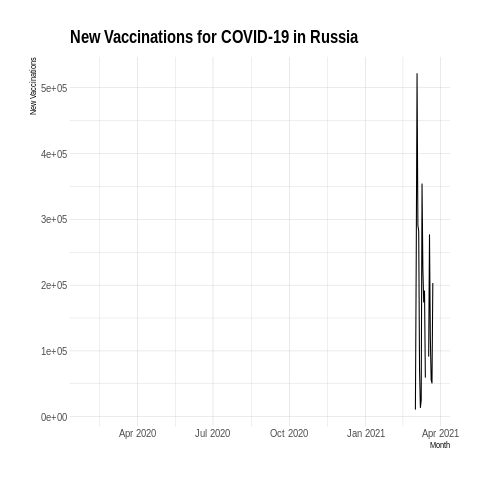 New Vaccinations for COVID-19 in Russia
New Vaccinations
5e+05
4e+05
3e+05
2e+05
1e+05
0e+00
Apr 2020 Jul 2020 Oct 2020 Jan 2021 Apr 2021
Month